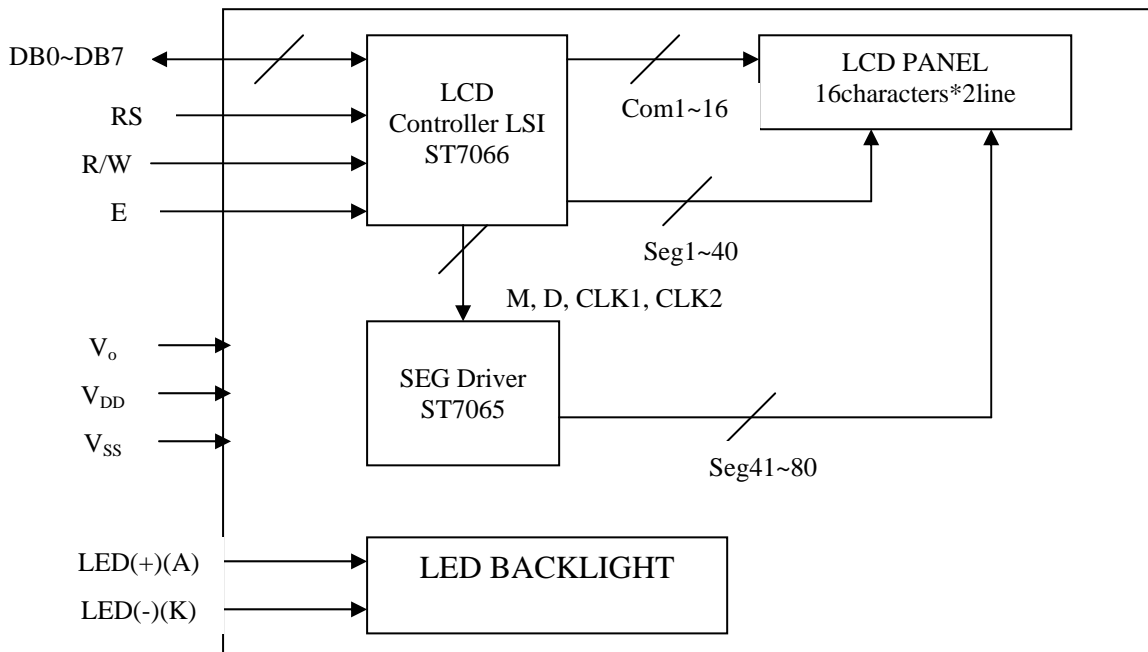 DB0~DB7
RS
R/W
E
LCD
Controller LSI
ST7066
Com1~16
LCD PANEL
16characters*2line
Seg1~40
M, D, CLK1, CLK2
Vo
VDD
VSS
SEG Driver
ST7065
Seg41~80
LED(+)(A)
LED(-)(K)
LED BACKLIGHT